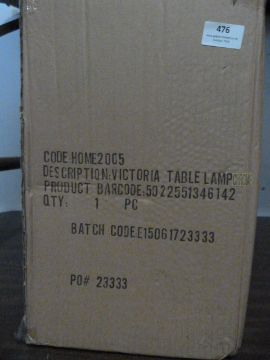 476
CODE:HOME2005
DESCRIPTION:VICTORIA TABLE LAMP
PRODUCT BARCODE:5022551346142
QTY: 1 PC
BATCH CODE:E15061723333
PO# 23333